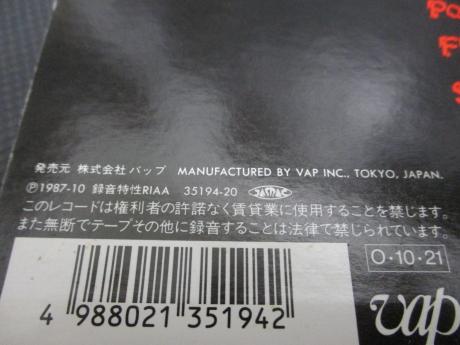 Pa
F
S
発売元 株式会社 バップ MANUFACTURED BY VAP INC., TOKYO, JAPAN.
Ⓟ1987-10 録音特性RIAA 35194-20 JASRAC
このレコードは権利者の許諾なく賃貸業に使用することを禁じます。
また無断でテープその他に録音することは法律で禁じられています。
O・10・21
4 988021 351942
vap